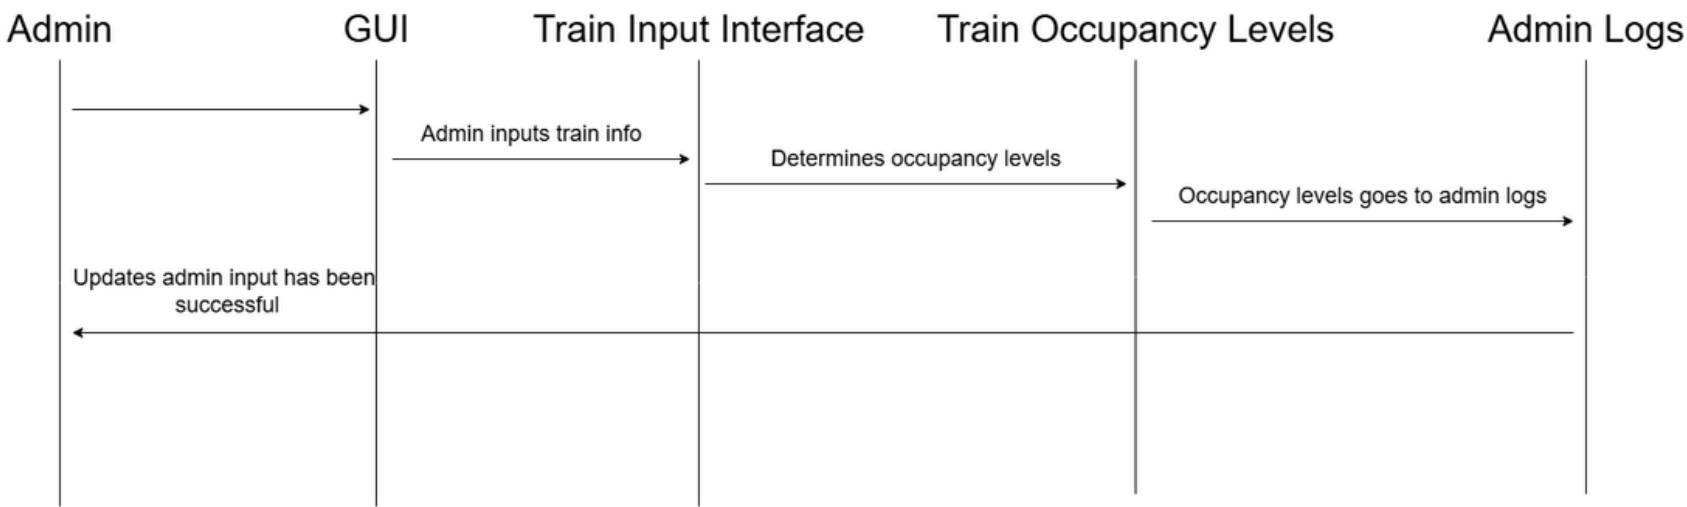 Admin GUI Train Input Interface Train Occupancy Levels Admin Logs
Admin inputs train info
Determines occupancy levels
Occupancy levels goes to admin logs
Updates admin input has been
successful